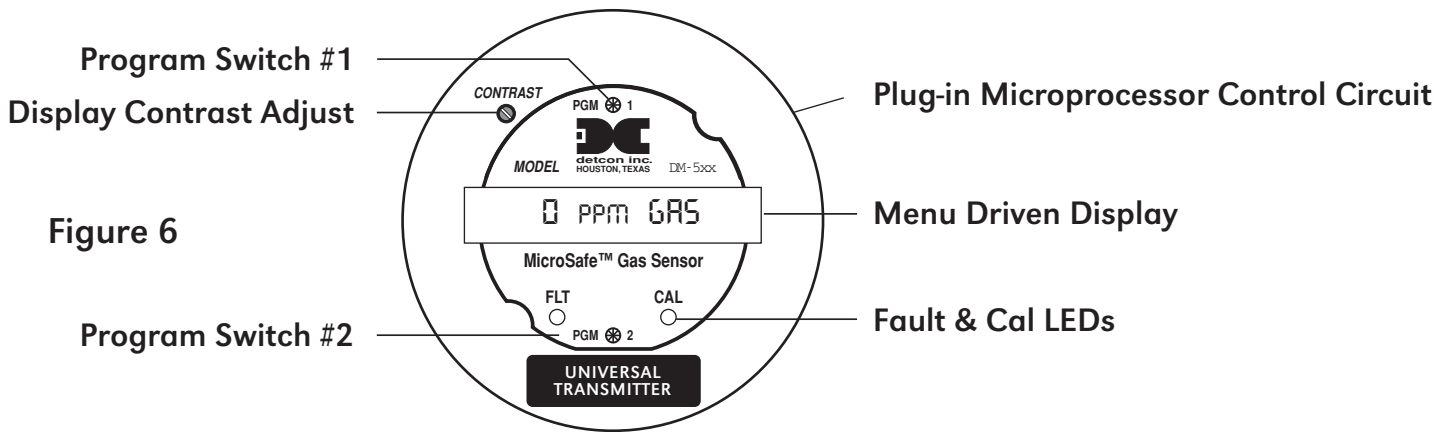 Program Switch #1
Display Contrast Adjust
Figure 6
Program Switch #2
CONTRAST
PGM 1
detcon inc.
HOUSTON, TEXAS
MODEL
DM-5xx
0 PPM GAS
MicroSafe™ Gas Sensor
FLT
CAL
PGM 2
UNIVERSAL
TRANSMITTER
Plug-in Microprocessor Control Circuit
Menu Driven Display
Fault & Cal LEDs